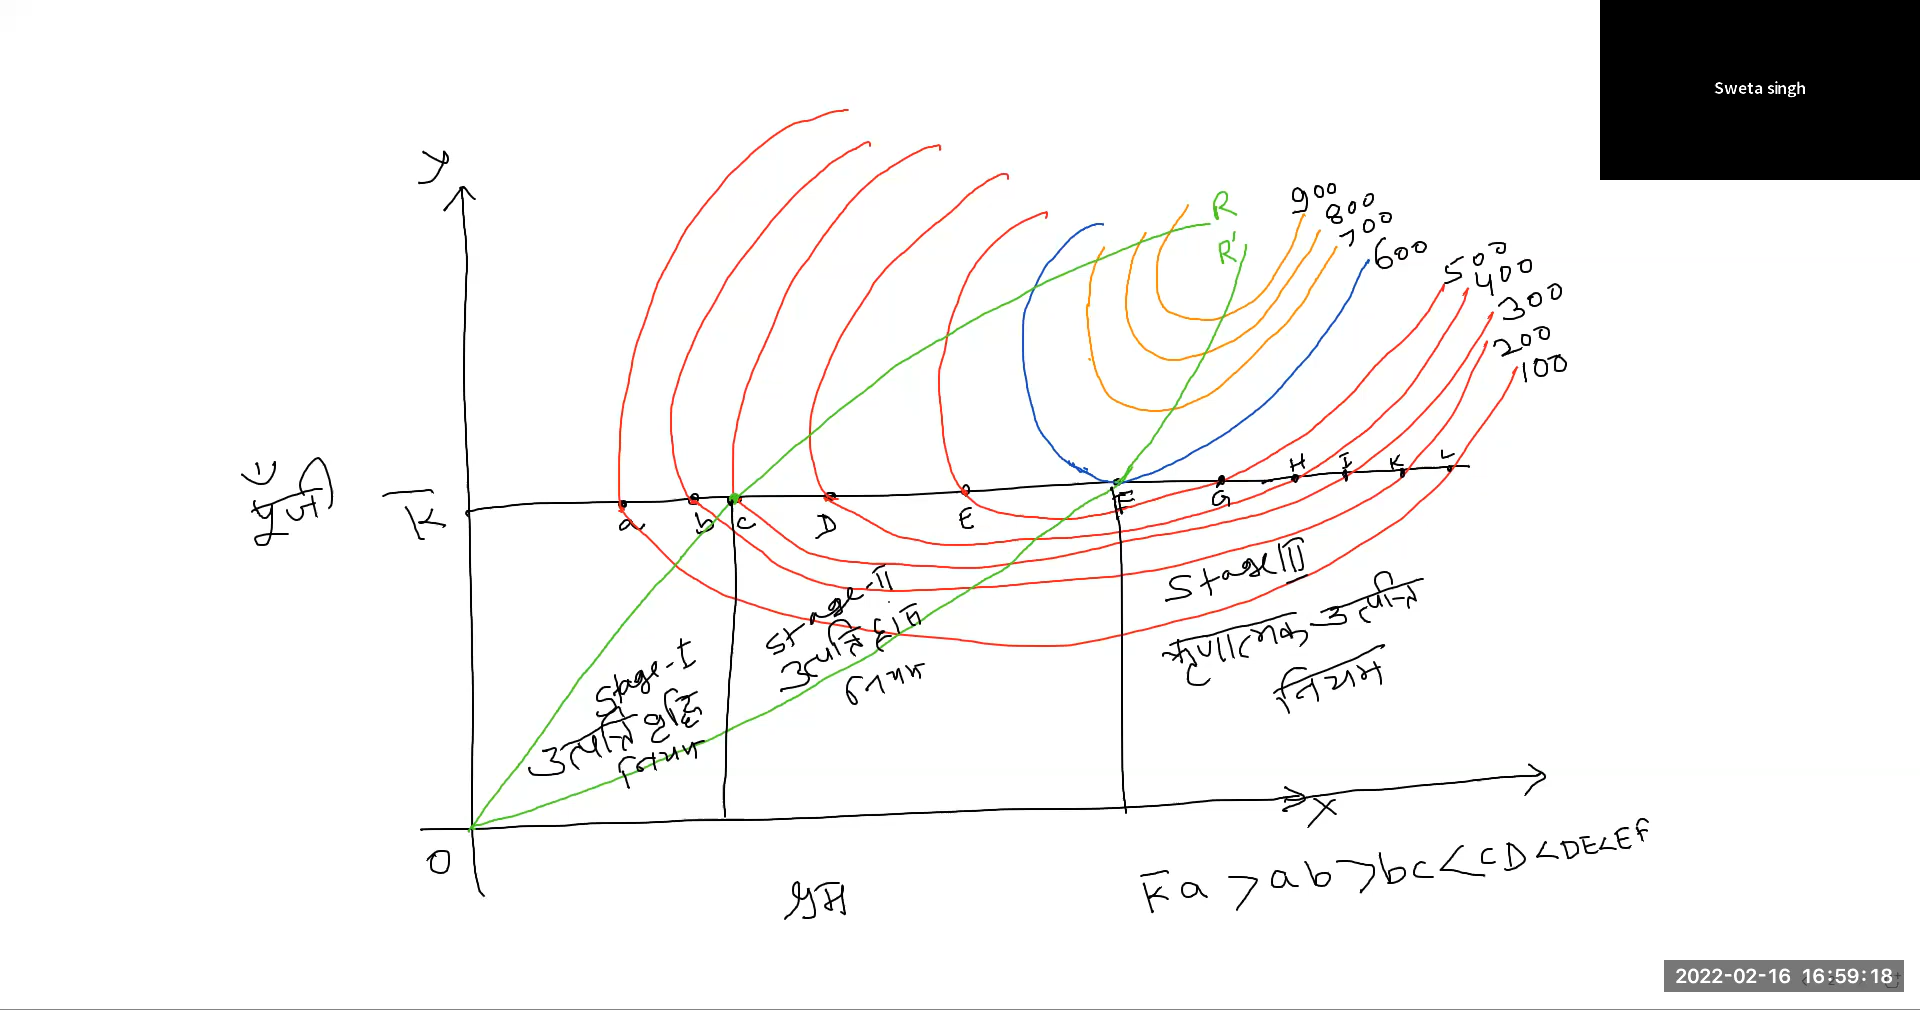 Sweta singh
y
R
R'
900
800
700
600
500
400
300
200
100
पूंजी
K̅
a b C D E F G H I K L
Stage-I
उत्पत्ति वृद्धि
नियम
Stage-II
उत्पत्ति ह्रास
नियम
Stage III
ऋणात्मक उत्पत्ति
नियम
O
X
श्रम
K̅a > ab > bc < CD < DE < EF
2022-02-16 16:59:18